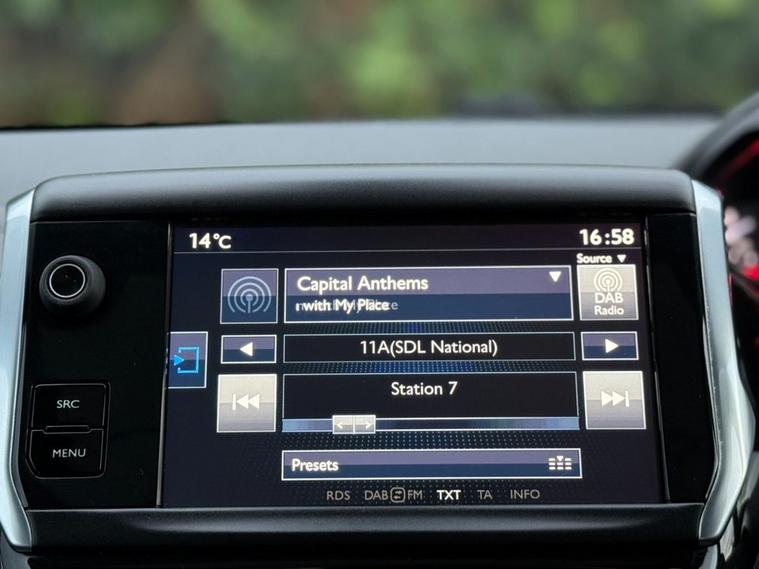 14°C 16:58
Source ▼
Capital Anthems
with My Place
DAB
Radio
11A(SDL National)
SRC
Station 7
MENU
Presets
RDS DAB FM TXT TA INFO